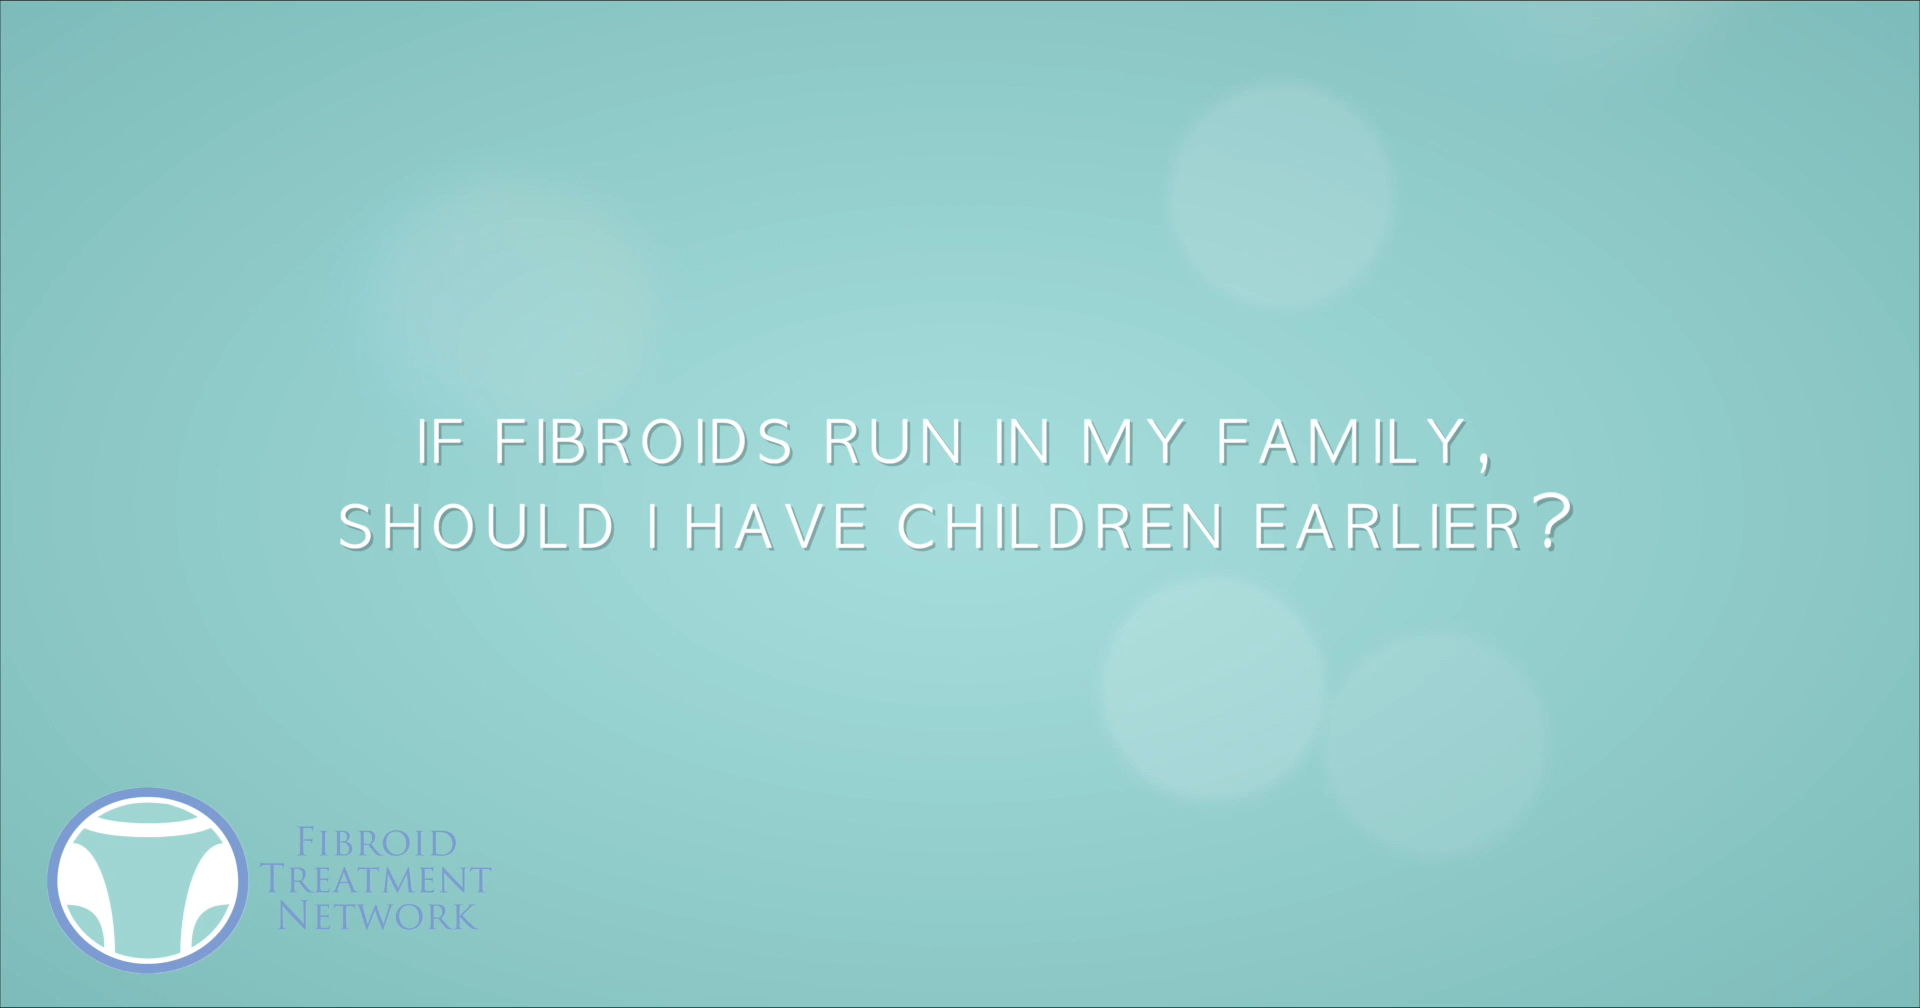 IF FIBROIDS RUN IN MY FAMILY,
SHOULD I HAVE CHILDREN EARLIER?
FIBROID
TREATMENT
NETWORK